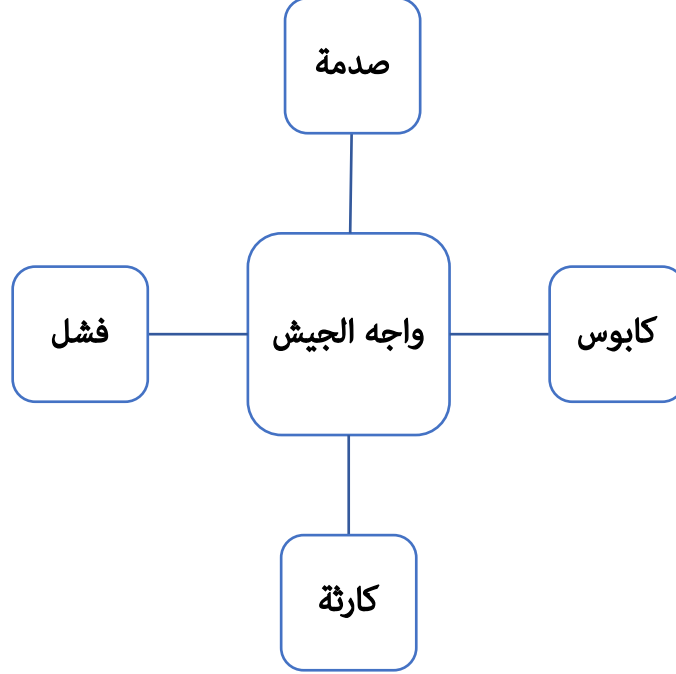 صدمة
كابوس
واجه الجيش
فشل
كارثة